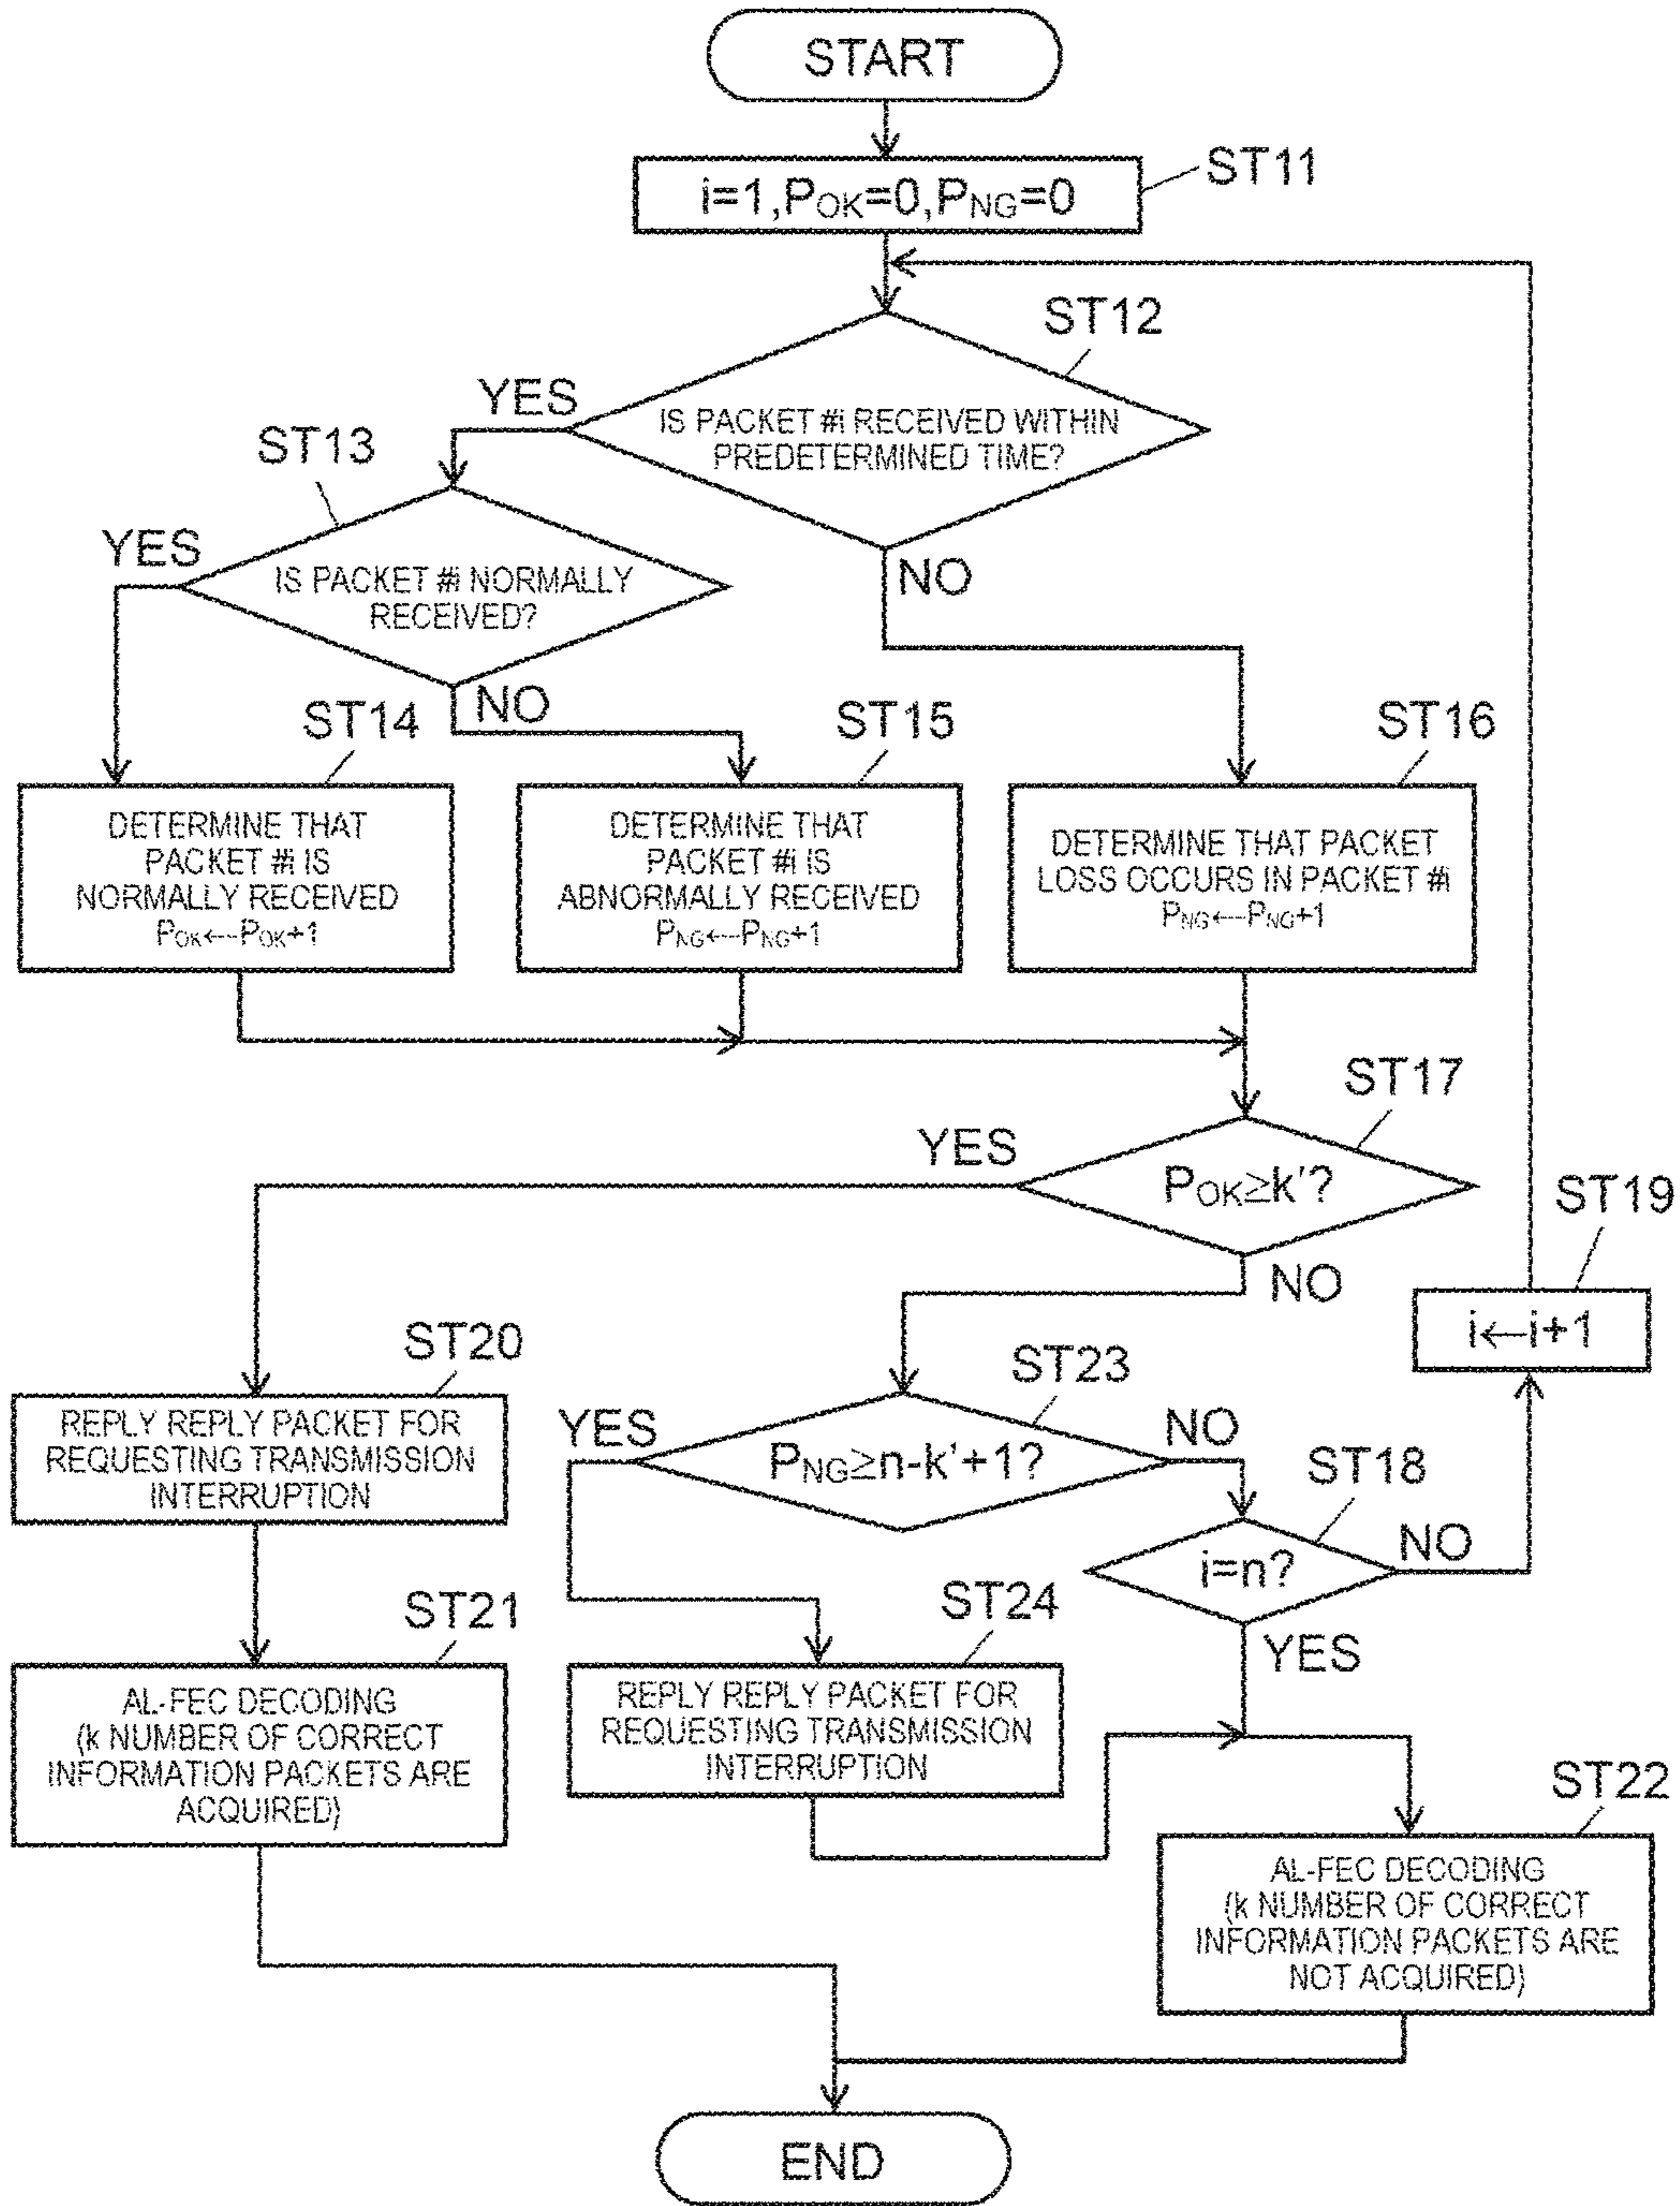 START
ST11
i=1,POK=0,PNG=0
ST12
YES
IS PACKET #i RECEIVED WITHIN
PREDETERMINED TIME?
ST13
YES
NO
IS PACKET #i NORMALLY
RECEIVED?
NO
ST14
ST15
ST16
DETERMINE THAT
PACKET #i IS
NORMALLY RECEIVED
POK←POK+1
DETERMINE THAT
PACKET #i IS
ABNORMALLY RECEIVED
PNG←PNG+1
DETERMINE THAT PACKET
LOSS OCCURS IN PACKET #i
PNG←PNG+1
ST17
YES
POK≥k'?
NO
ST19
i←i+1
ST20
REPLY REPLY PACKET FOR
REQUESTING TRANSMISSION
INTERRUPTION
ST23
YES
NO
PNG≥n-k'+1?
ST18
i=n?
NO
YES
ST21
AL-FEC DECODING
(k NUMBER OF CORRECT
INFORMATION PACKETS ARE
ACQUIRED)
ST24
REPLY REPLY PACKET FOR
REQUESTING TRANSMISSION
INTERRUPTION
ST22
AL-FEC DECODING
(k NUMBER OF CORRECT
INFORMATION PACKETS ARE
NOT ACQUIRED)
END